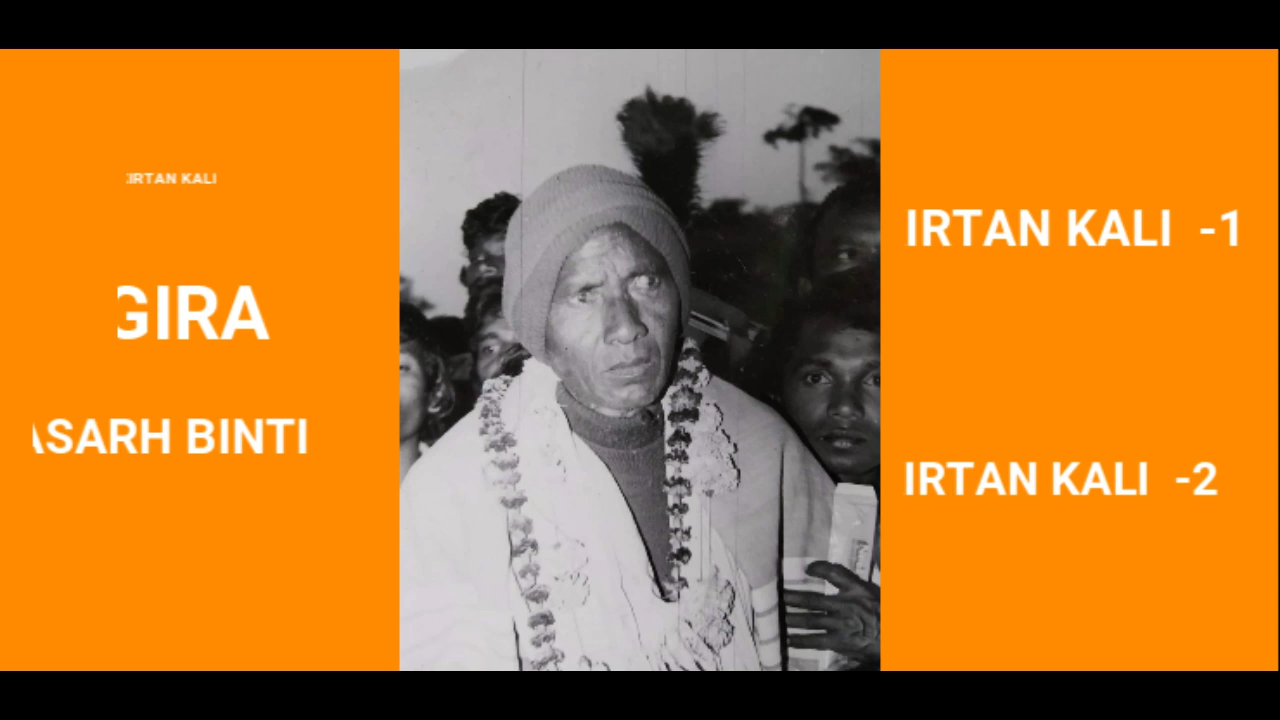 IRTAN KALI
GIRA
ASARH BINTI
IRTAN KALI -1
IRTAN KALI -2